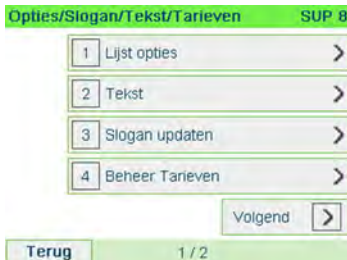 Opties/Slogan/Tekst/Tarieven SUP 8
1 Lijst opties
2 Tekst
3 Slogan updaten
4 Beheer Tarieven
Volgend
Terug 1 / 2